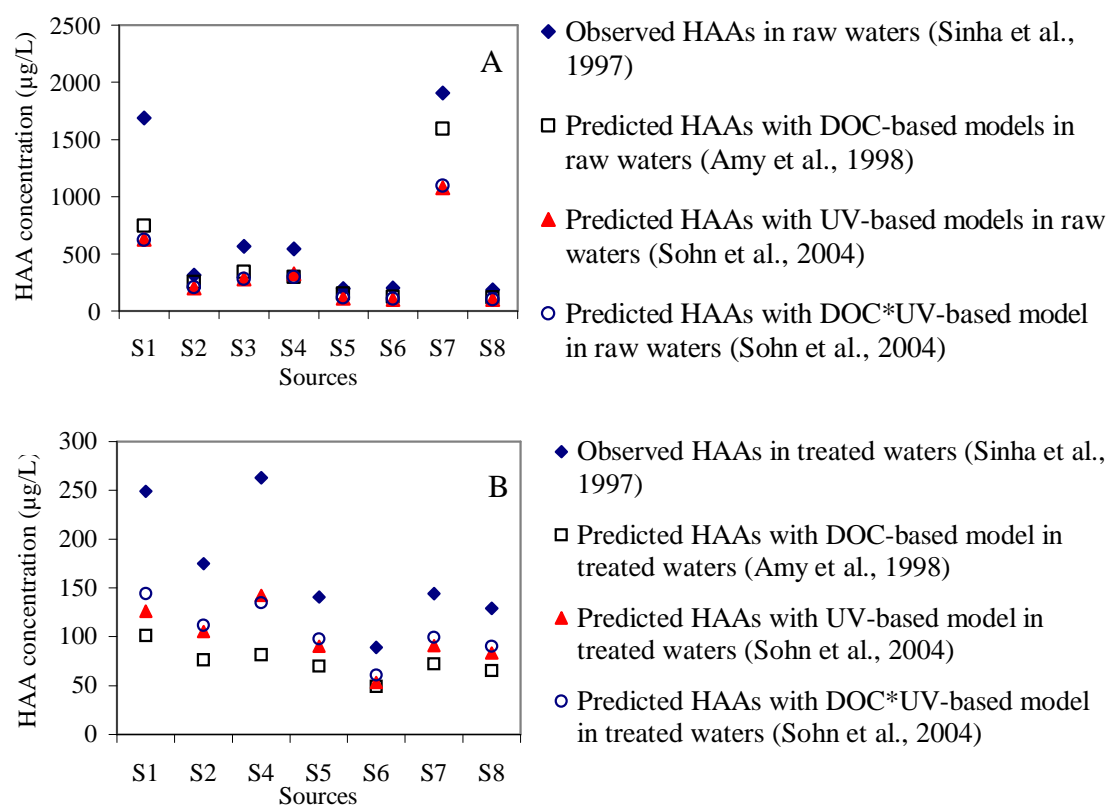 2500
2000
1500
1000
500
0
HAA concentration (µg/L)
A
S1 S2 S3 S4 S5 S6 S7 S8
Sources
Observed HAAs in raw waters (Sinha et al.,
1997)
Predicted HAAs with DOC-based models in
raw waters (Amy et al., 1998)
Predicted HAAs with UV-based models in raw
waters (Sohn et al., 2004)
Predicted HAAs with DOC*UV-based model
in raw waters (Sohn et al., 2004)
300
250
200
150
100
50
0
HAA concentration (µg/L)
B
S1 S2 S4 S5 S6 S7 S8
Sources
Observed HAAs in treated waters (Sinha et al.,
1997)
Predicted HAAs with DOC-based model in
treated waters (Amy et al., 1998)
Predicted HAAs with UV-based model in
treated waters (Sohn et al., 2004)
Predicted HAAs with DOC*UV-based model
in treated waters (Sohn et al., 2004)